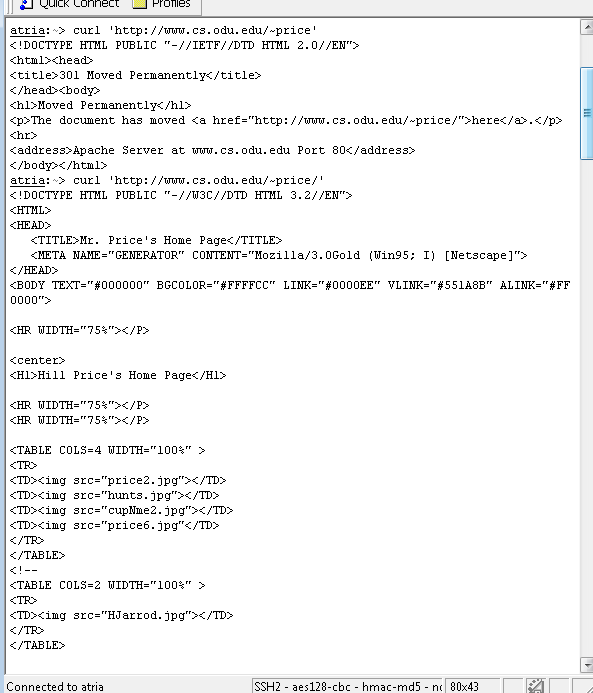 Quick Connect Profiles
atria:~> curl 'http://www.cs.odu.edu/~price'
<!DOCTYPE HTML PUBLIC "-//IETF//DTD HTML 2.0//EN">
<html><head>
<title>301 Moved Permanently</title>
</head><body>
<h1>Moved Permanently</h1>
<p>The document has moved <a href="http://www.cs.odu.edu/~price/">here</a>.</p>
<hr>
<address>Apache Server at www.cs.odu.edu Port 80</address>
</body></html>
atria:~> curl 'http://www.cs.odu.edu/~price/'
<!DOCTYPE HTML PUBLIC "-//W3C//DTD HTML 3.2//EN">
<HTML>
<HEAD>
   <TITLE>Mr. Price's Home Page</TITLE>
   <META NAME="GENERATOR" CONTENT="Mozilla/3.0Gold (Win95; I) [Netscape]">
</HEAD>
<BODY TEXT="#000000" BGCOLOR="#FFFFCC" LINK="#0000EE" VLINK="#551A8B" ALINK="#FF
0000">
<HR WIDTH="75%"></P>
<center>
<H1>Hill Price's Home Page</H1>
<HR WIDTH="75%"></P>
<HR WIDTH="75%"></P>
<TABLE COLS=4 WIDTH="100%" >
<TR>
<TD><img src="price2.jpg"></TD>
<TD><img src="hunts.jpg"></TD>
<TD><img src="cupNme2.jpg"></TD>
<TD><img src="price6.jpg"</TD>
</TR>
</TABLE>
<!--
<TABLE COLS=2 WIDTH="100%" >
<TR>
<TD><img src="HJarrod.jpg"></TD>
</TR>
</TABLE>
Connected to atria SSH2 - aes128-cbc - hmac-md5 - 80x43